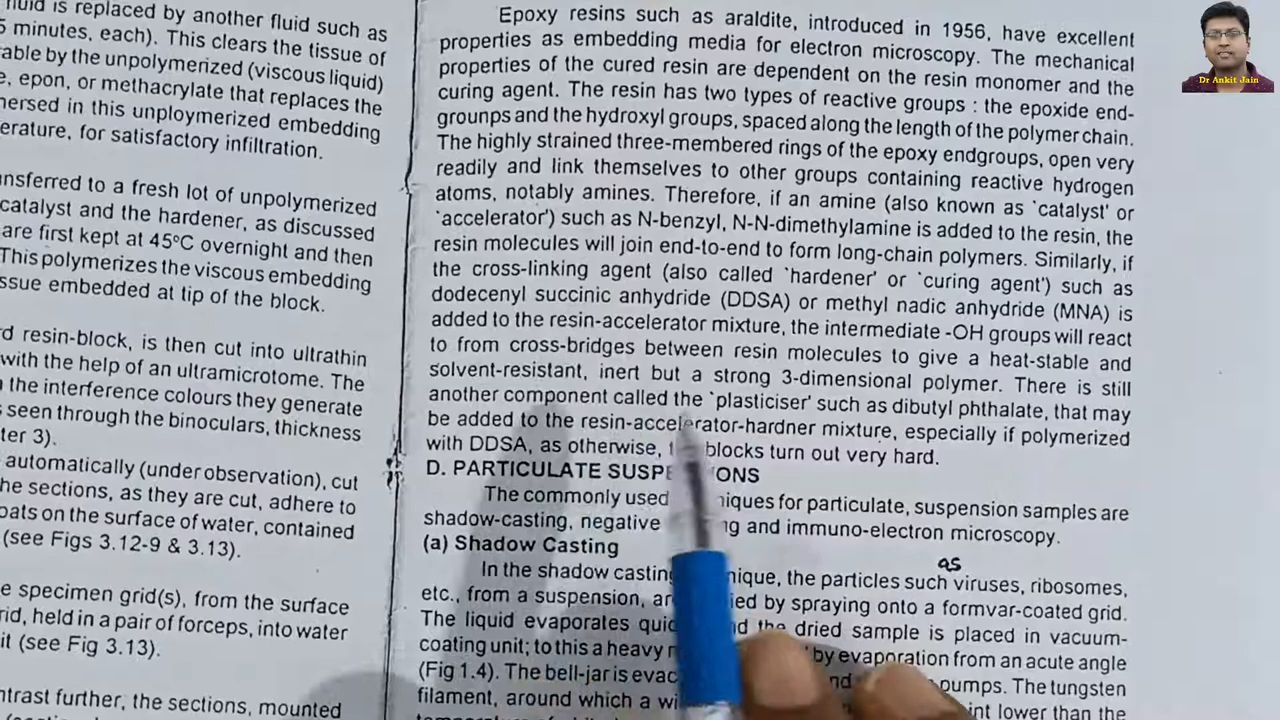 fluid is replaced by another fluid such as
5 minutes, each). This clears the tissue of
rable by the unpolymerized (viscous liquid)
e, epon, or methacrylate that replaces the
mersed in this unploymerized embedding
erature, for satisfactory infiltration.
ansferred to a fresh lot of unpolymerized
catalyst and the hardener, as discussed
are first kept at 45°C overnight and then
This polymerizes the viscous embedding
ssue embedded at tip of the block.
rd resin-block, is then cut into ultrathin
with the help of an ultramicrotome. The
the interference colours they generate
s seen through the binoculars, thickness
ter 3).
automatically (under observation), cut
he sections, as they are cut, adhere to
oats on the surface of water, contained
(see Figs 3.12-9 & 3.13).
e specimen grid(s), from the surface
rid, held in a pair of forceps, into water
it (see Fig 3.13).
ntrast further, the sections, mounted
Epoxy resins such as araldite, introduced in 1956, have excellent
properties as embedding media for electron microscopy. The mechanical
properties of the cured resin are dependent on the resin monomer and the
curing agent. The resin has two types of reactive groups : the epoxide end-
grounps and the hydroxyl groups, spaced along the length of the polymer chain.
The highly strained three-membered rings of the epoxy endgroups, open very
readily and link themselves to other groups containing reactive hydrogen
atoms, notably amines. Therefore, if an amine (also known as `catalyst' or
`accelerator') such as N-benzyl, N-N-dimethylamine is added to the resin, the
resin molecules will join end-to-end to form long-chain polymers. Similarly, if
the cross-linking agent (also called `hardener' or `curing agent') such as
dodecenyl succinic anhydride (DDSA) or methyl nadic anhydride (MNA) is
added to the resin-accelerator mixture, the intermediate -OH groups will react
to from cross-bridges between resin molecules to give a heat-stable and
solvent-resistant, inert but a strong 3-dimensional polymer. There is still
another component called the `plasticiser' such as dibutyl phthalate, that may
be added to the resin-accelerator-hardner mixture, especially if polymerized
with DDSA, as otherwise, blocks turn out very hard.
D. PARTICULATE SUSPE ONS
The commonly used niques for particulate, suspension samples are
shadow-casting, negative ng and immuno-electron microscopy.
(a) Shadow Casting
as
In the shadow casting nique, the particles such viruses, ribosomes,
etc., from a suspension, ar ied by spraying onto a formvar-coated grid.
The liquid evaporates quic nd the dried sample is placed in vacuum-
coating unit; to this a heavy by evaporation from an acute angle
(Fig 1.4). The bell-jar is evac pumps. The tungsten
filament, around which a wi int lower than the
Dr Ankit Jain